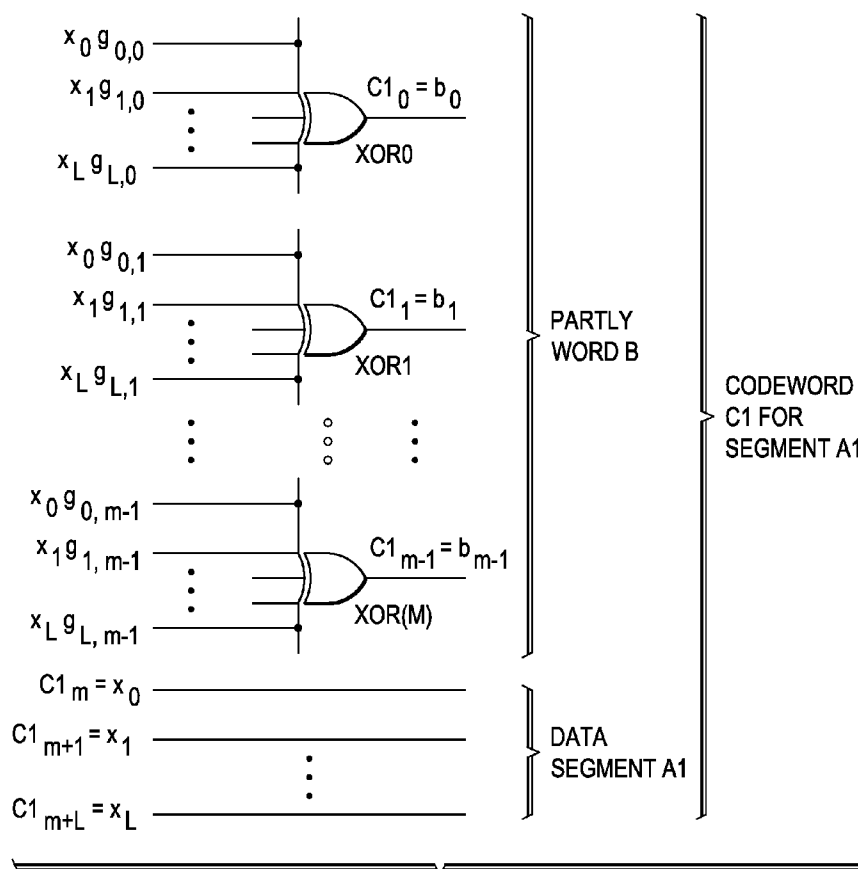 x0 g0,0
x1 g1,0
C10 = b0
XOR0
xL gL,0
x0 g0,1
x1 g1,1
C11 = b1
XOR1
xL gL,1
PARTLY
WORD B
CODEWORD
C1 FOR
SEGMENT A1
x0 g0, m-1
x1 g1, m-1
C1m-1 = bm-1
XOR(M)
xL gL, m-1
C1m = x0
C1m+1 = x1
DATA
SEGMENT A1
C1m+L = xL